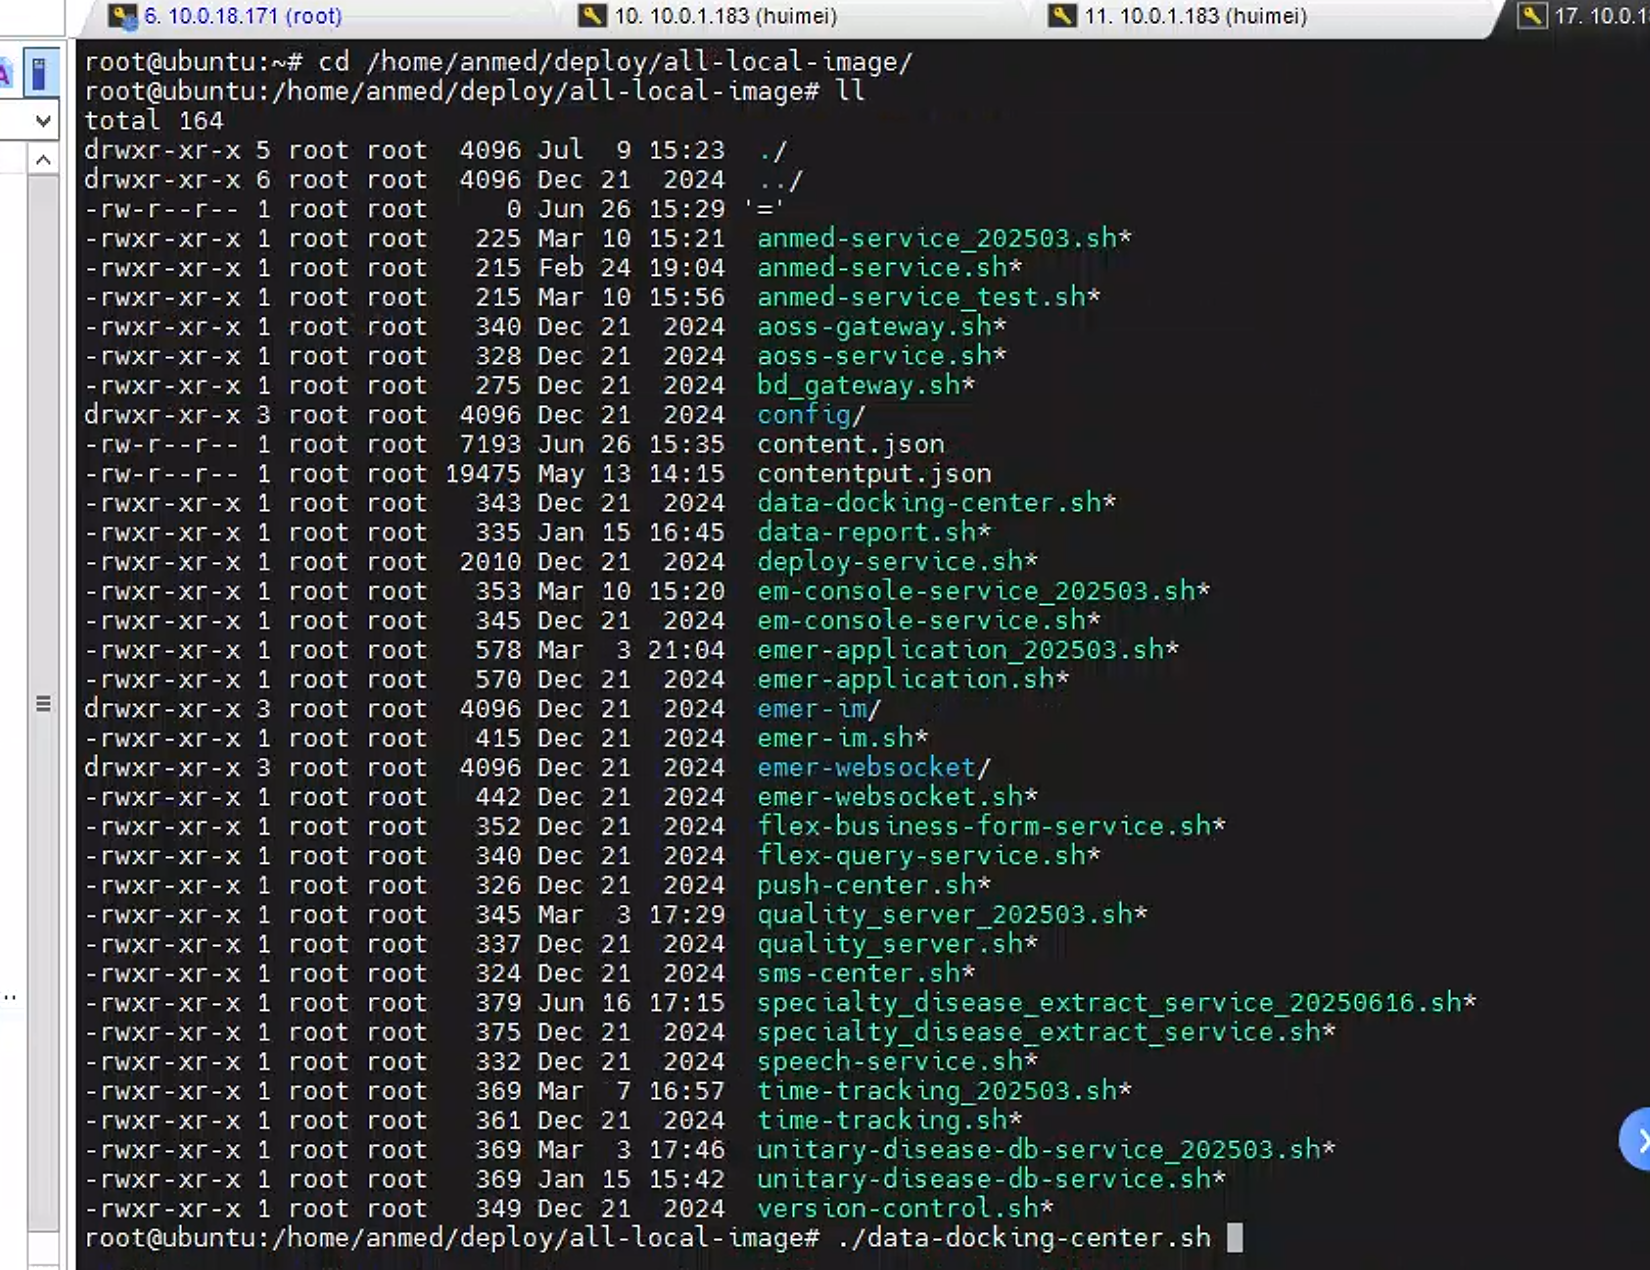 6. 10.0.18.171 (root)
10. 10.0.1.183 (huimei)
11. 10.0.1.183 (huimei)
17. 10.0.1
root@ubuntu:~# cd /home/anmed/deploy/all-local-image/
root@ubuntu:/home/anmed/deploy/all-local-image# ll
total 164
drwxr-xr-x 5 root root  4096 Jul  9 15:23  ./
drwxr-xr-x 6 root root  4096 Dec 21  2024  ../
-rw-r--r-- 1 root root     0 Jun 26 15:29 '='
-rwxr-xr-x 1 root root   225 Mar 10 15:21  anmed-service_202503.sh*
-rwxr-xr-x 1 root root   215 Feb 24 19:04  anmed-service.sh*
-rwxr-xr-x 1 root root   215 Mar 10 15:56  anmed-service_test.sh*
-rwxr-xr-x 1 root root   340 Dec 21  2024  aoss-gateway.sh*
-rwxr-xr-x 1 root root   328 Dec 21  2024  aoss-service.sh*
-rwxr-xr-x 1 root root   275 Dec 21  2024  bd_gateway.sh*
drwxr-xr-x 3 root root  4096 Dec 21  2024  config/
-rw-r--r-- 1 root root  7193 Jun 26 15:35  content.json
-rw-r--r-- 1 root root 19475 May 13 14:15  contentput.json
-rwxr-xr-x 1 root root   343 Dec 21  2024  data-docking-center.sh*
-rwxr-xr-x 1 root root   335 Jan 15 16:45  data-report.sh*
-rwxr-xr-x 1 root root  2010 Dec 21  2024  deploy-service.sh*
-rwxr-xr-x 1 root root   353 Mar 10 15:20  em-console-service_202503.sh*
-rwxr-xr-x 1 root root   345 Dec 21  2024  em-console-service.sh*
-rwxr-xr-x 1 root root   578 Mar  3 21:04  emer-application_202503.sh*
-rwxr-xr-x 1 root root   570 Dec 21  2024  emer-application.sh*
drwxr-xr-x 3 root root  4096 Dec 21  2024  emer-im/
-rwxr-xr-x 1 root root   415 Dec 21  2024  emer-im.sh*
drwxr-xr-x 3 root root  4096 Dec 21  2024  emer-websocket/
-rwxr-xr-x 1 root root   442 Dec 21  2024  emer-websocket.sh*
-rwxr-xr-x 1 root root   352 Dec 21  2024  flex-business-form-service.sh*
-rwxr-xr-x 1 root root   340 Dec 21  2024  flex-query-service.sh*
-rwxr-xr-x 1 root root   326 Dec 21  2024  push-center.sh*
-rwxr-xr-x 1 root root   345 Mar  3 17:29  quality_server_202503.sh*
-rwxr-xr-x 1 root root   337 Dec 21  2024  quality_server.sh*
-rwxr-xr-x 1 root root   324 Dec 21  2024  sms-center.sh*
-rwxr-xr-x 1 root root   379 Jun 16 17:15  specialty_disease_extract_service_20250616.sh*
-rwxr-xr-x 1 root root   375 Dec 21  2024  specialty_disease_extract_service.sh*
-rwxr-xr-x 1 root root   332 Dec 21  2024  speech-service.sh*
-rwxr-xr-x 1 root root   369 Mar  7 16:57  time-tracking_202503.sh*
-rwxr-xr-x 1 root root   361 Dec 21  2024  time-tracking.sh*
-rwxr-xr-x 1 root root   369 Mar  3 17:46  unitary-disease-db-service_202503.sh*
-rwxr-xr-x 1 root root   369 Jan 15 15:42  unitary-disease-db-service.sh*
-rwxr-xr-x 1 root root   349 Dec 21  2024  version-control.sh*
root@ubuntu:/home/anmed/deploy/all-local-image# ./data-docking-center.sh